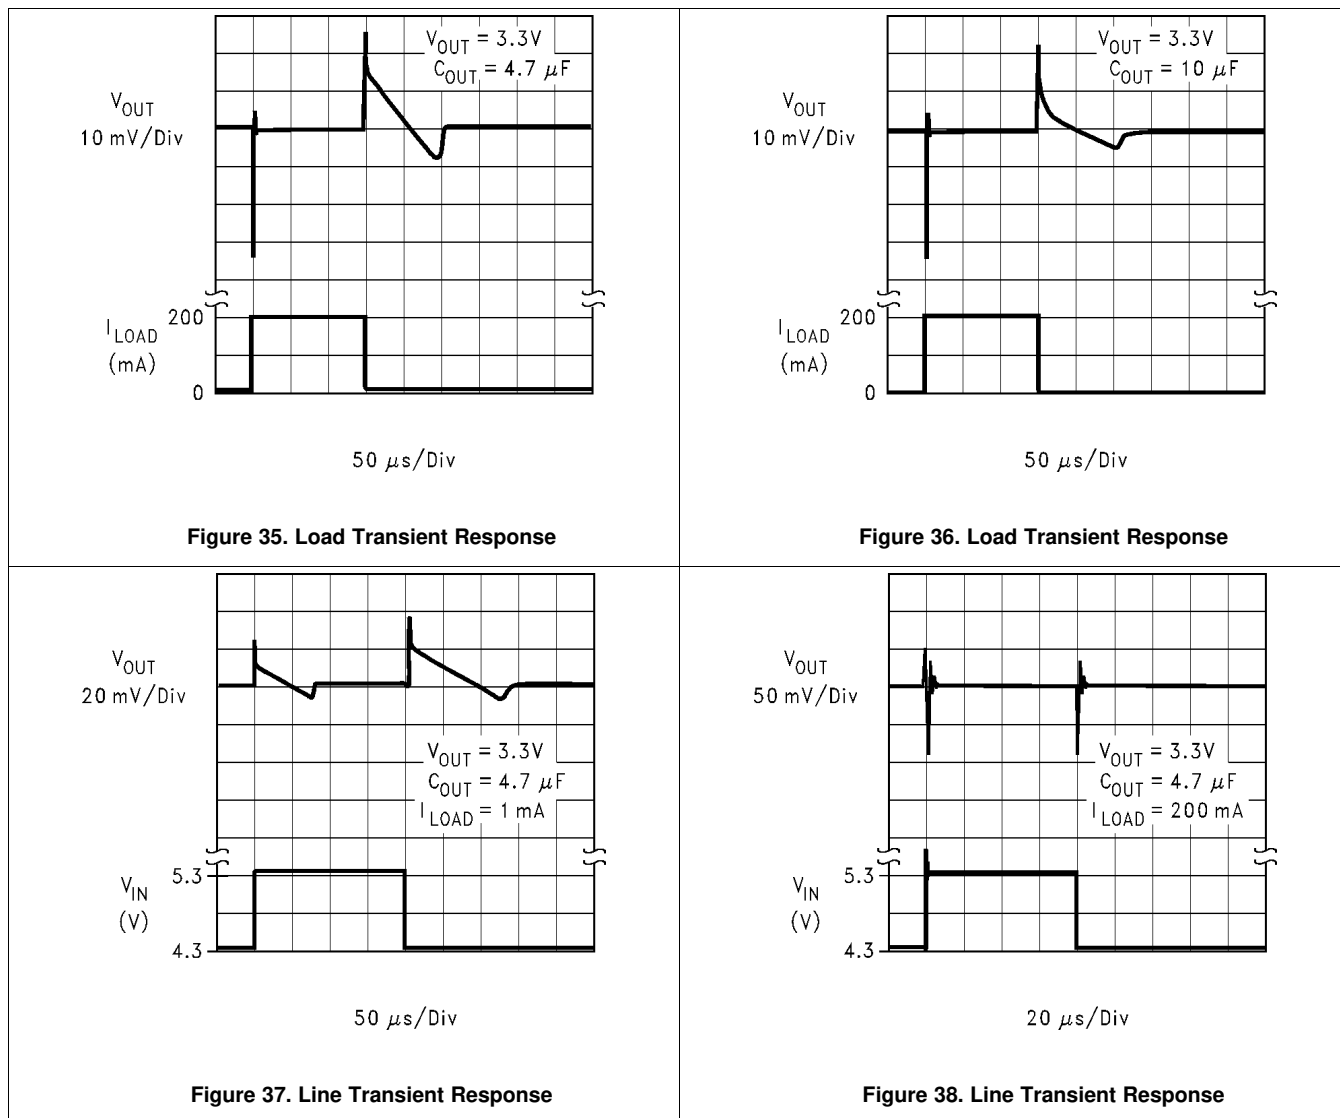 V_OUT = 3.3V
C_OUT = 4.7 μF
V_OUT
10 mV/Div
I_LOAD
(mA)
200
0
50 μs/Div
Figure 35. Load Transient Response
V_OUT = 3.3V
C_OUT = 10 μF
V_OUT
10 mV/Div
I_LOAD
(mA)
200
0
50 μs/Div
Figure 36. Load Transient Response
V_OUT
20 mV/Div
V_OUT = 3.3V
C_OUT = 4.7 μF
I_LOAD = 1 mA
V_IN
(V)
5.3
4.3
50 μs/Div
Figure 37. Line Transient Response
V_OUT
50 mV/Div
V_OUT = 3.3V
C_OUT = 4.7 μF
I_LOAD = 200 mA
V_IN
(V)
5.3
4.3
20 μs/Div
Figure 38. Line Transient Response